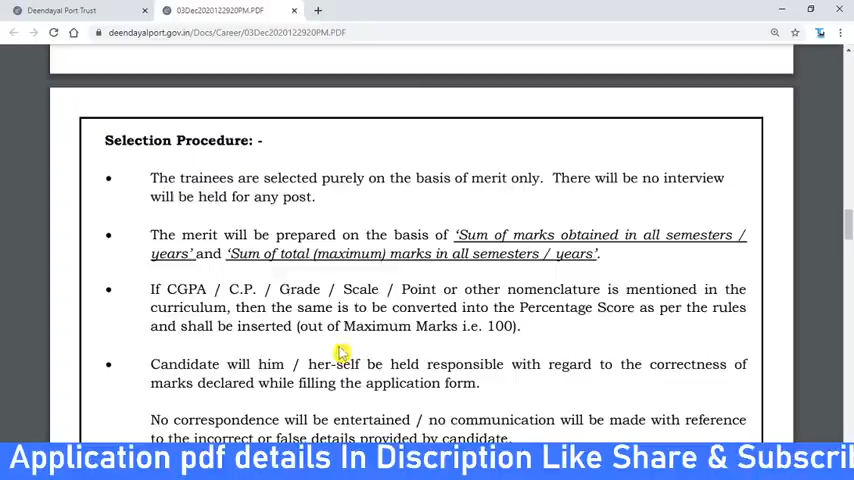 Deendayal Port Trust
03Dec2020122920PM.PDF
deendayalport.gov.in/Docs/Career/03Dec2020122920PM.PDF
Selection Procedure: -
• The trainees are selected purely on the basis of merit only. There will be no interview
will be held for any post.
• The merit will be prepared on the basis of ‘Sum of marks obtained in all semesters /
years’ and ‘Sum of total (maximum) marks in all semesters / years’.
• If CGPA / C.P. / Grade / Scale / Point or other nomenclature is mentioned in the
curriculum, then the same is to be converted into the Percentage Score as per the rules
and shall be inserted (out of Maximum Marks i.e. 100).
• Candidate will him / her-self be held responsible with regard to the correctness of
marks declared while filling the application form.
No correspondence will be entertained / no communication will be made with reference
to the incorrect or false details provided by candidate.
Application pdf details In Discription Like Share & Subscrib